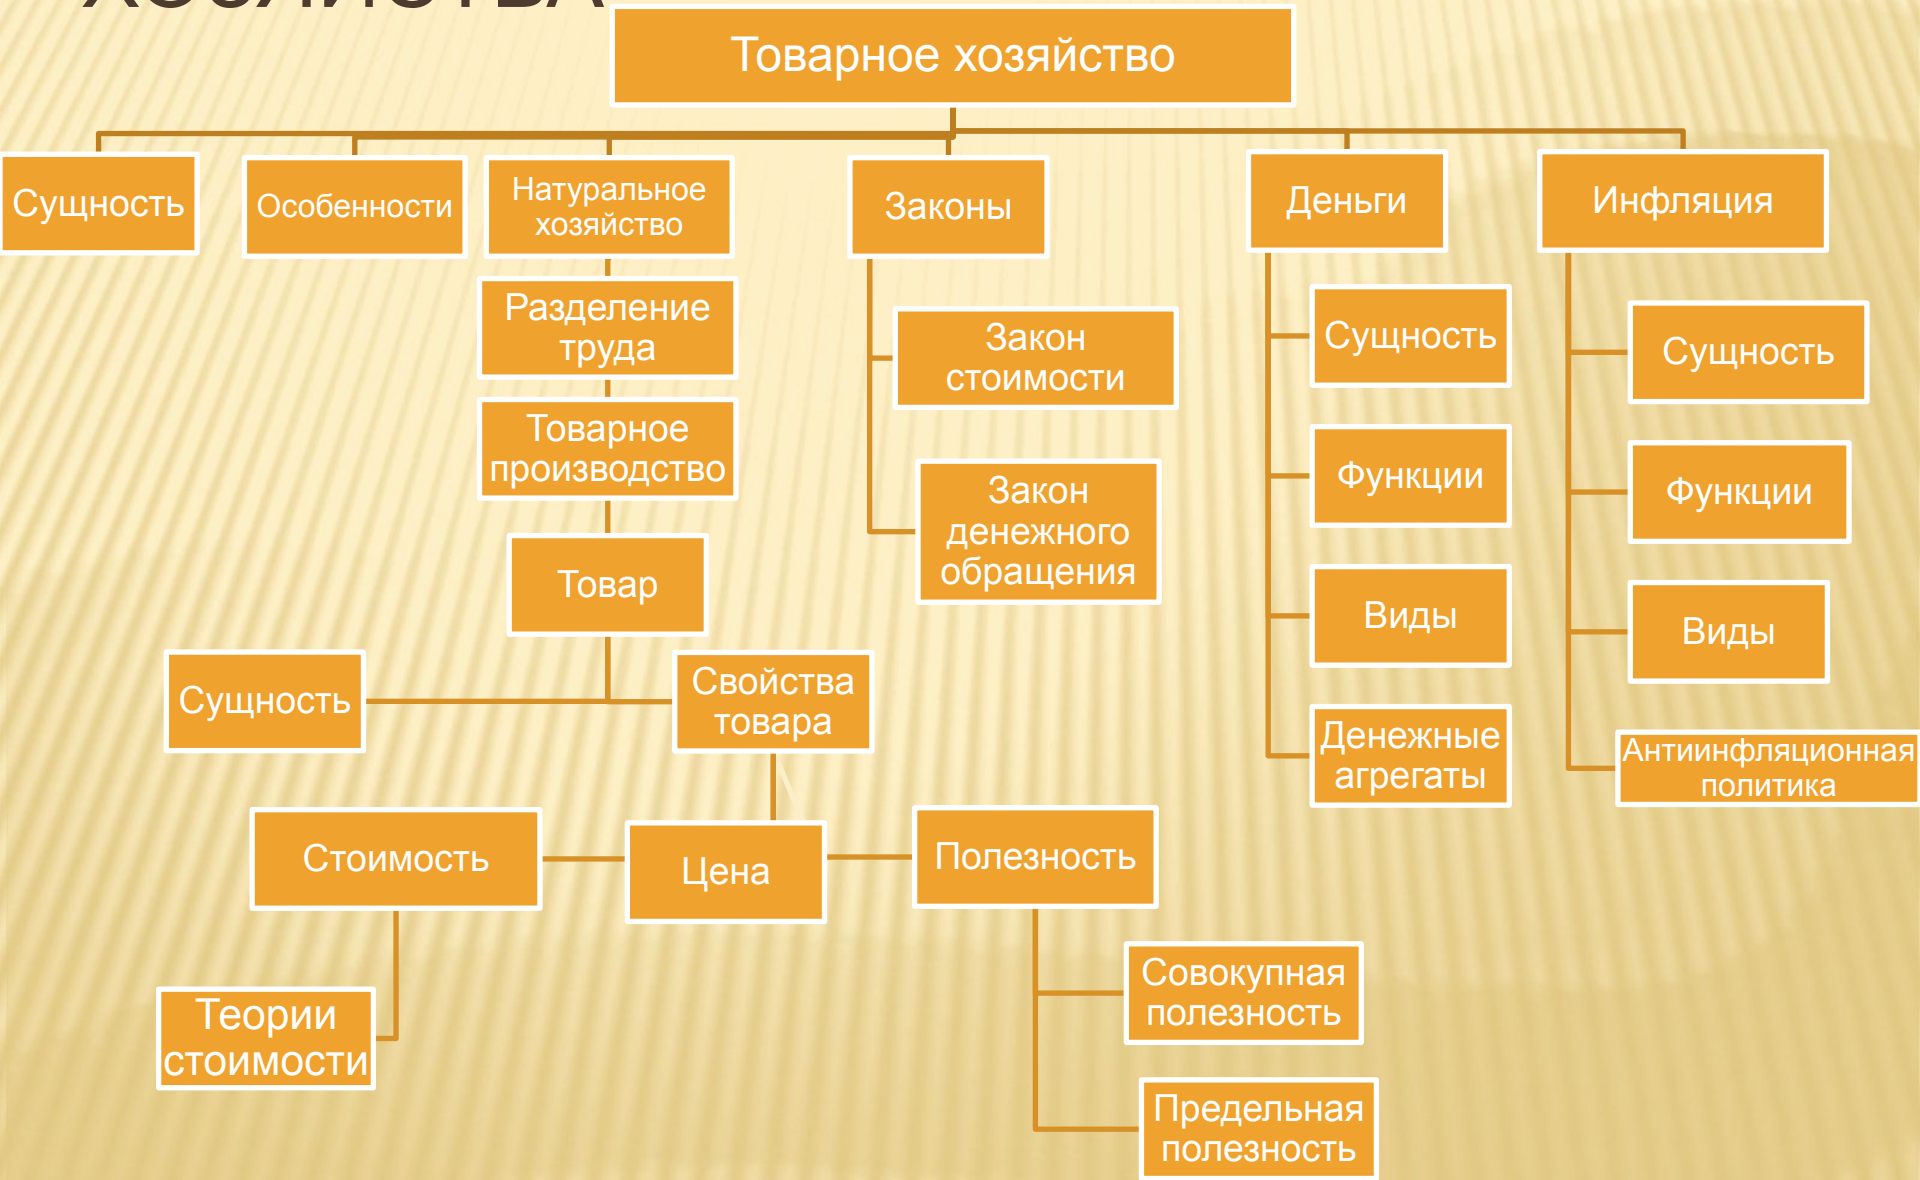 ХОЗЯЙСТВА
Товарное хозяйство
Сущность
Особенности
Натуральное
хозяйство
Законы
Деньги
Инфляция
Разделение
труда
Товарное
производство
Товар
Сущность
Свойства
товара
Стоимость
Цена
Полезность
Теории
стоимости
Совокупная
полезность
Предельная
полезность
Закон
стоимости
Закон
денежного
обращения
Сущность
Функции
Виды
Денежные
агрегаты
Сущность
Функции
Виды
Антиинфляционная
политика